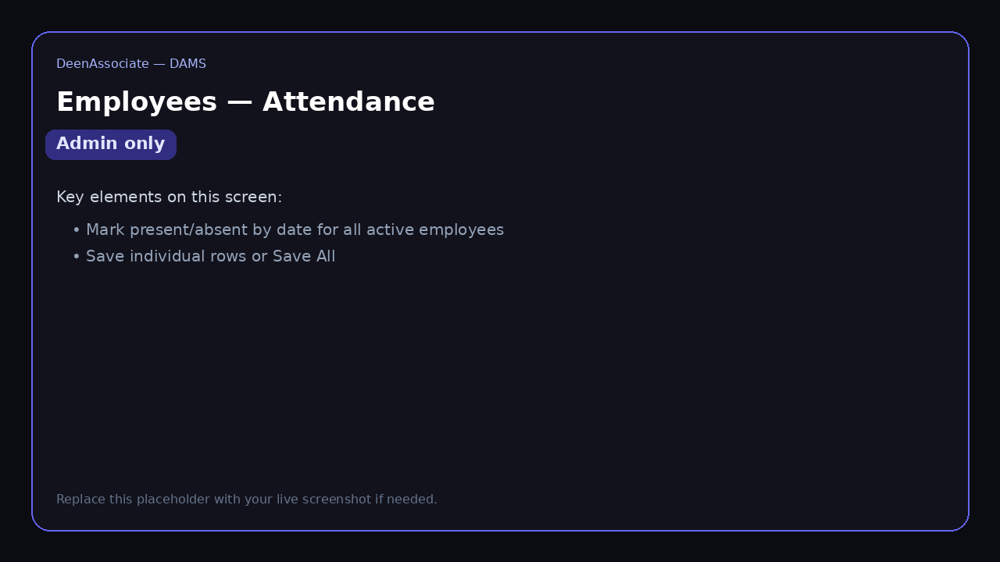 DeenAssociate — DAMS
Employees — Attendance
Admin only
Key elements on this screen:
• Mark present/absent by date for all active employees
• Save individual rows or Save All
Replace this placeholder with your live screenshot if needed.